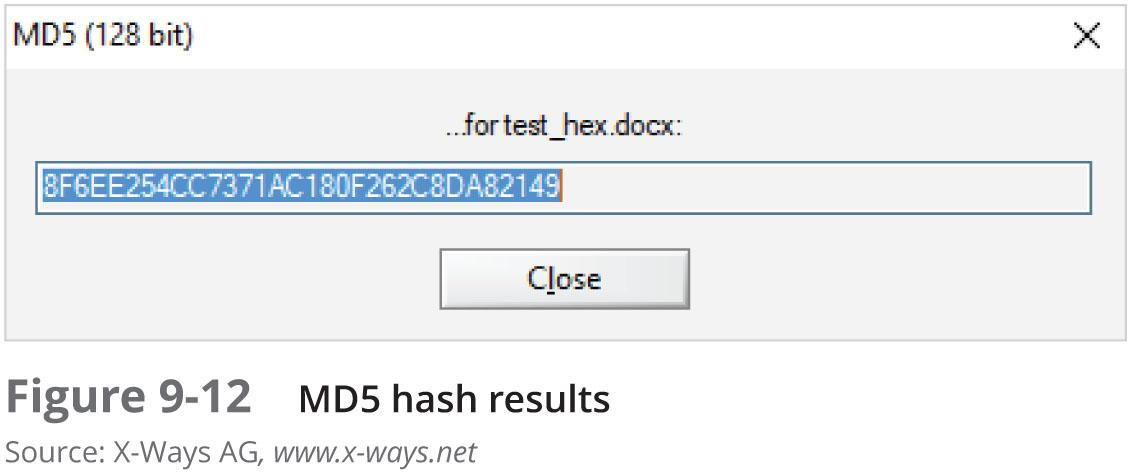 MD5 (128 bit)
...for test_hex.docx:
8F6EE254CC7371AC180F262C8DA82149
Close
Figure 9-12 MD5 hash results
Source: X-Ways AG, www.x-ways.net